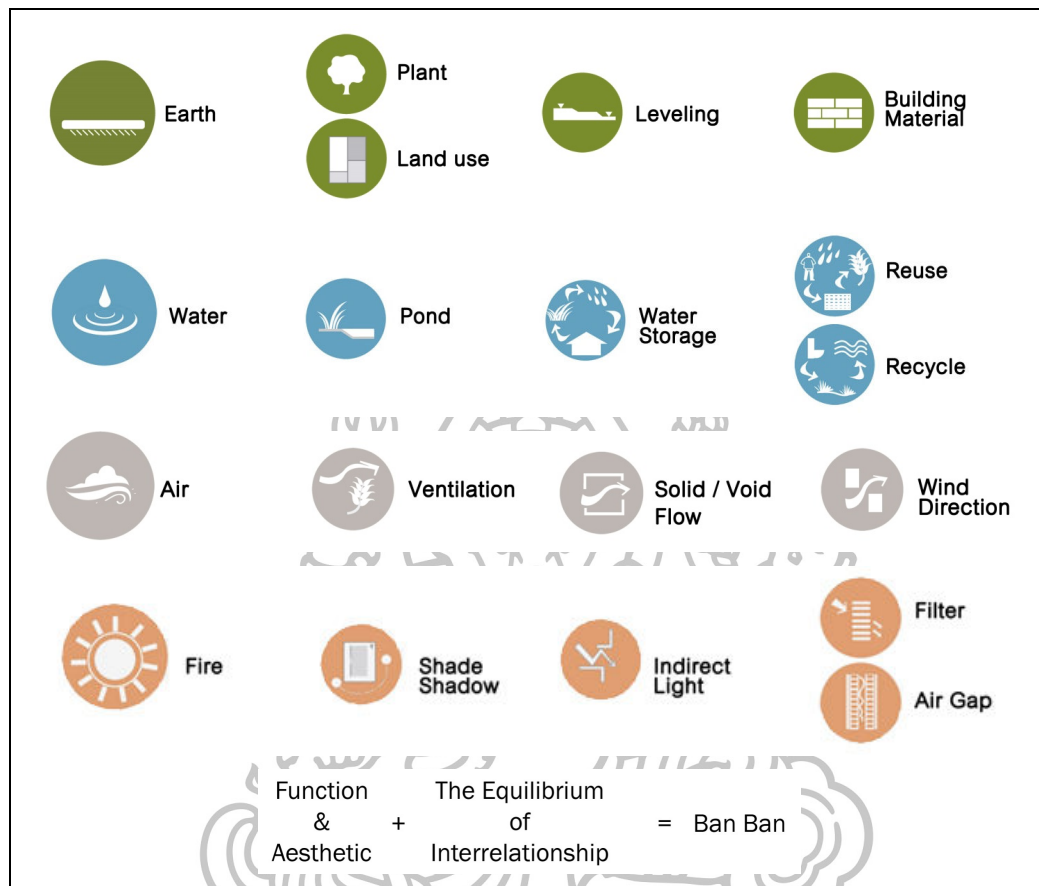 Earth
Plant
Land use
Leveling
Building
Material
Water
Pond
Water
Storage
Reuse
Recycle
Air
Ventilation
Solid / Void
Flow
Wind
Direction
Fire
Shade
Shadow
Indirect
Light
Filter
Air Gap
Function The Equilibrium
& + of = Ban Ban
Aesthetic Interrelationship